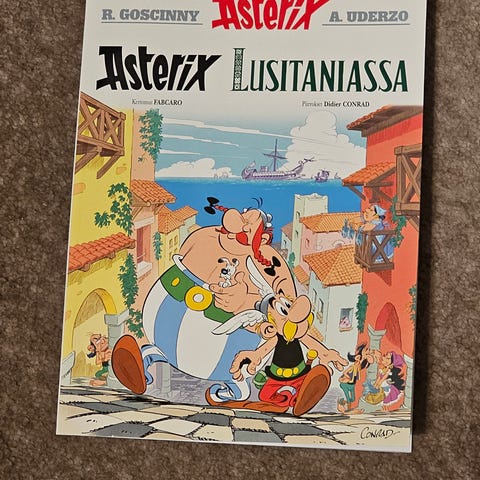 R. GOSCINNY Asterix A. UDERZO
Asterix LUSITANIASSA
Kertonut FABCARO Piirtänyt Didier CONRAD
CONRAD